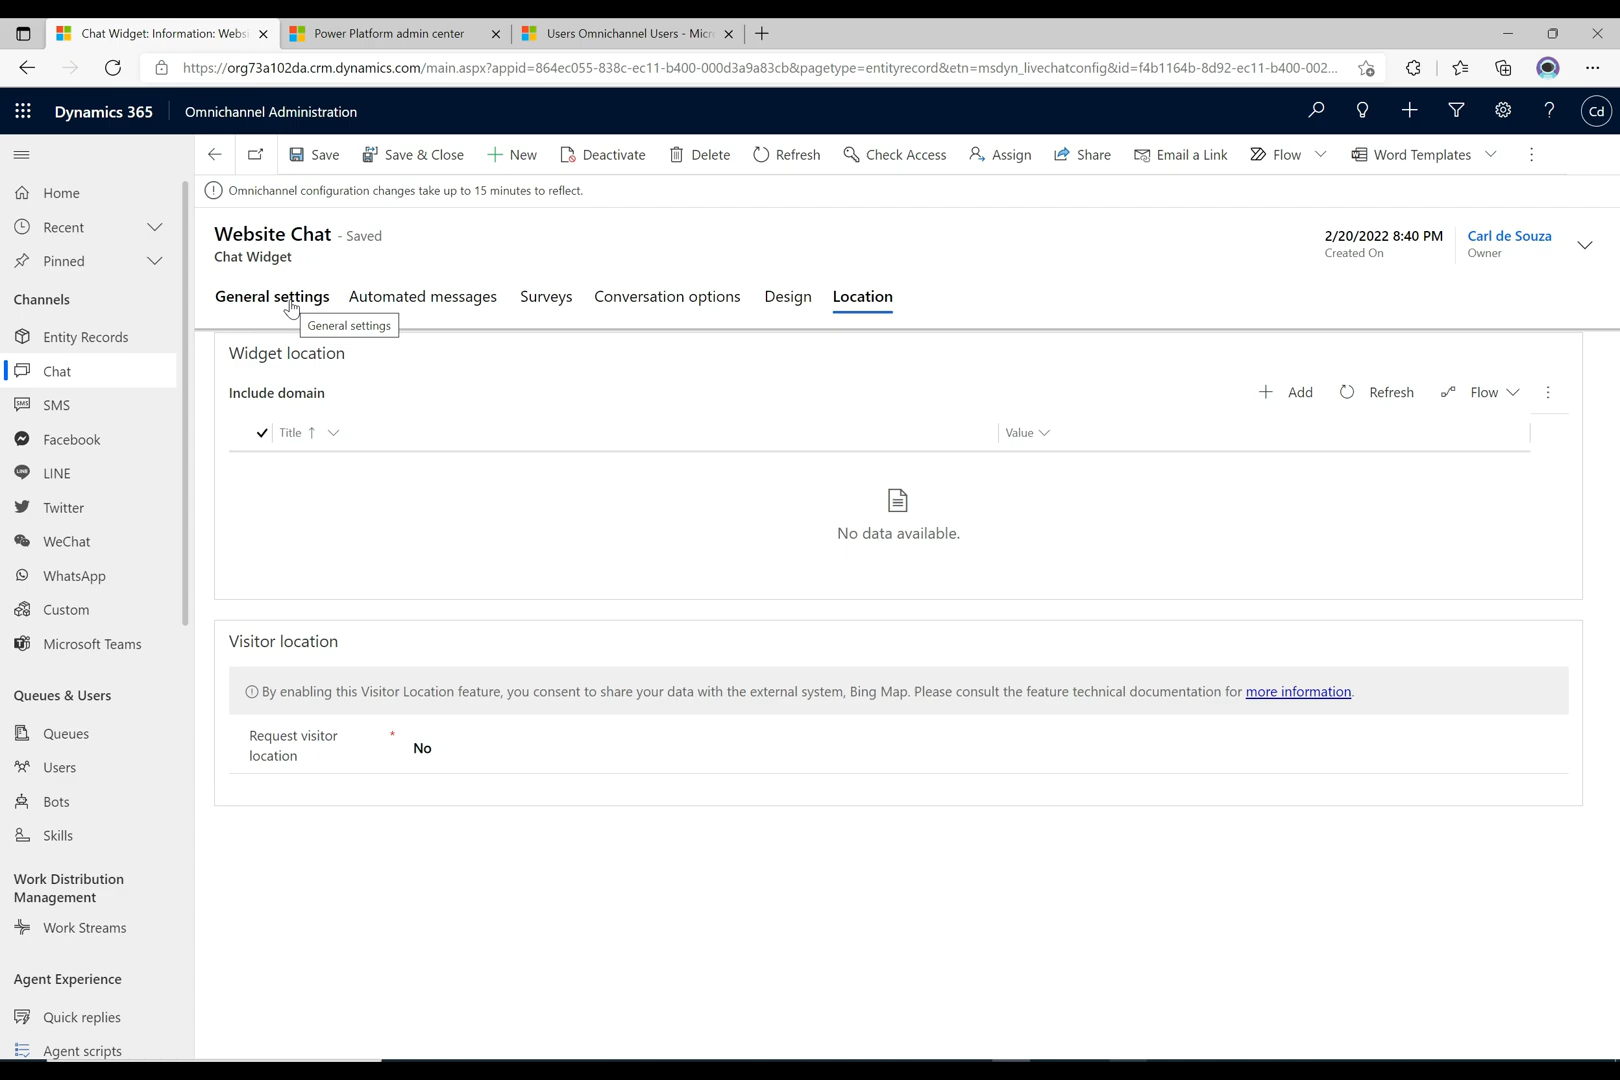 Chat Widget: Information: Websi
Power Platform admin center
Users Omnichannel Users - Micr
https://org73a102da.crm.dynamics.com/main.aspx?appid=864ec055-838c-ec11-b400-000d3a9a83cb&pagetype=entityrecord&etn=msdyn_livechatconfig&id=f4b1164b-8d92-ec11-b400-002...
Dynamics 365
Omnichannel Administration
Cd
Save
Save & Close
New
Deactivate
Delete
Refresh
Check Access
Assign
Share
Email a Link
Flow
Word Templates
Omnichannel configuration changes take up to 15 minutes to reflect.
Home
Recent
Pinned
Channels
Entity Records
Chat
SMS
SMS
Facebook
LINE
LINE
Twitter
WeChat
WhatsApp
Custom
Microsoft Teams
Queues & Users
Queues
Users
Bots
Skills
Work Distribution
Management
Work Streams
Agent Experience
Quick replies
Agent scripts
Website Chat - Saved
Chat Widget
2/20/2022 8:40 PM
Created On
Carl de Souza
Owner
General settings
Automated messages
Surveys
Conversation options
Design
Location
General settings
Widget location
Include domain
Add
Refresh
Flow
Title
Value
No data available.
Visitor location
By enabling this Visitor Location feature, you consent to share your data with the external system, Bing Map. Please consult the feature technical documentation for more information.
Request visitor
location
*
No